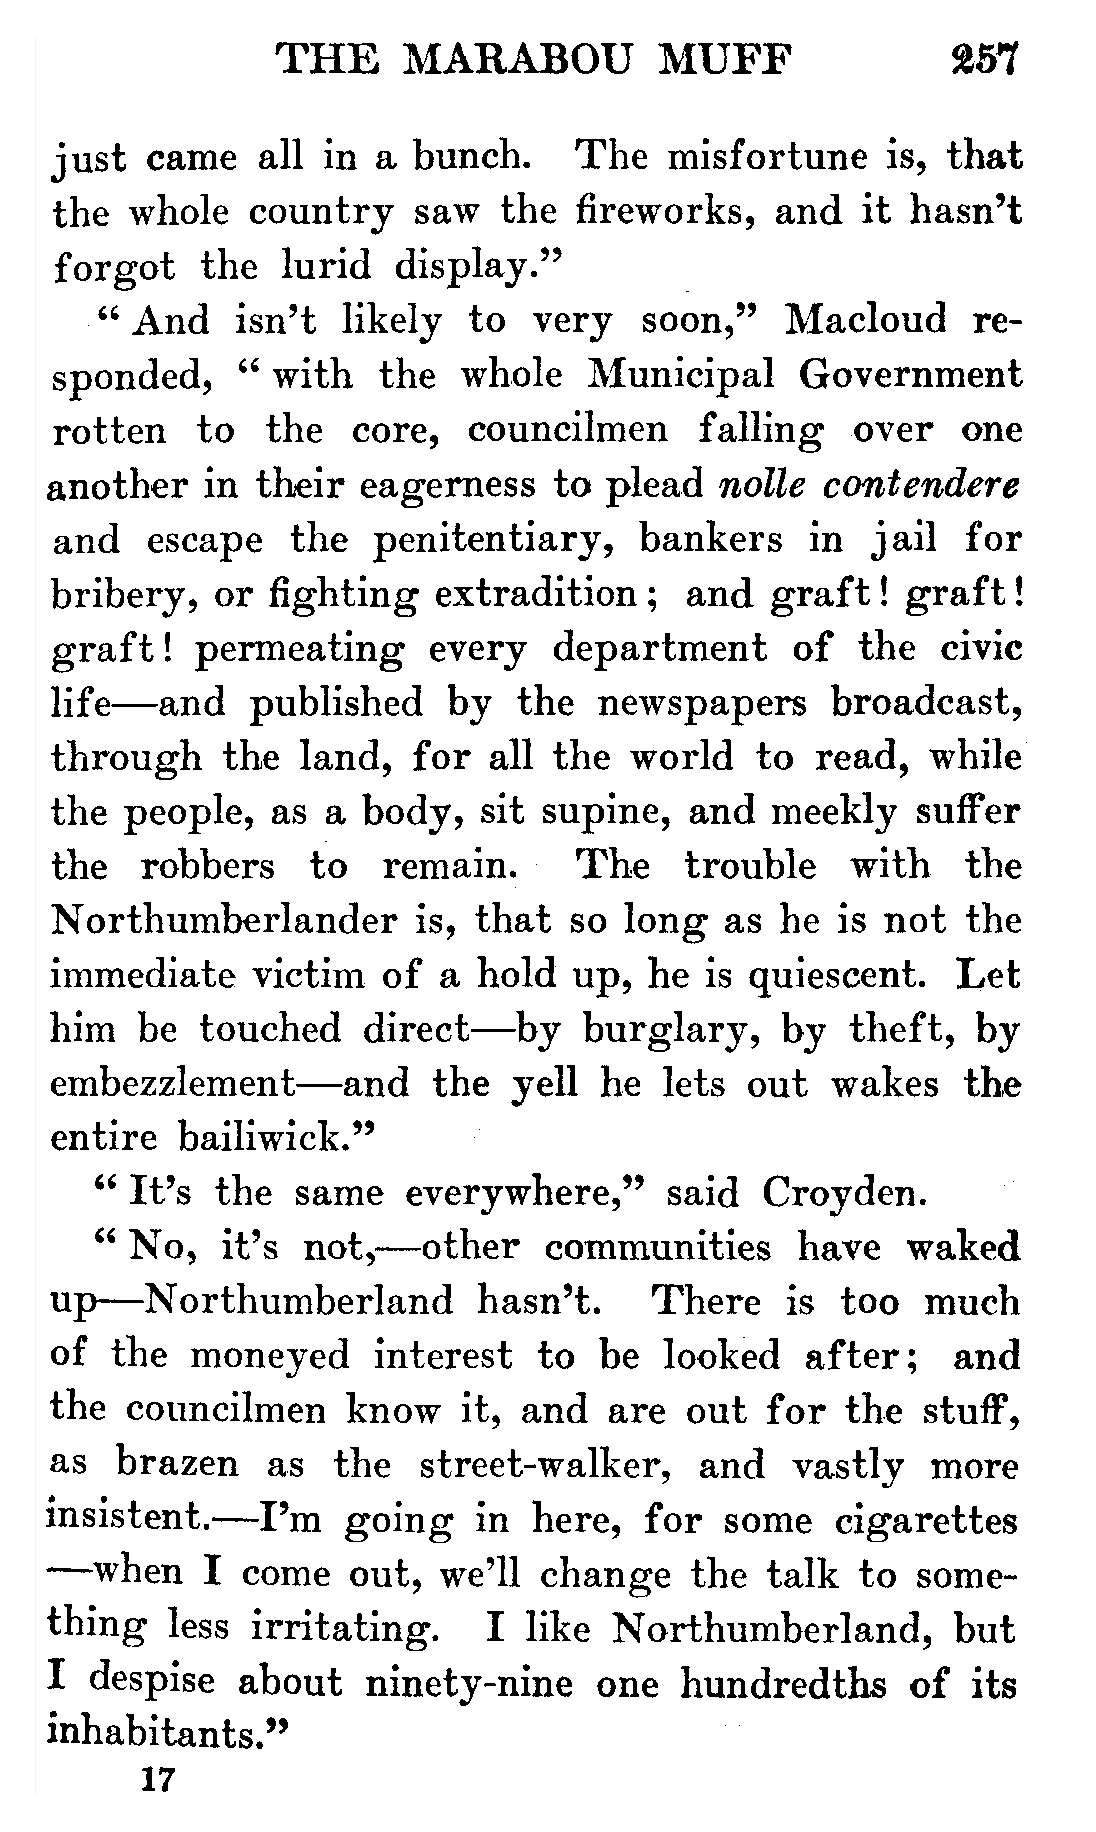 THE MARABOU MUFF 257
just came all in a bunch. The misfortune is, that
the whole country saw the fireworks, and it hasn’t
forgot the lurid display.”
“ And isn’t likely to very soon,” Macloud re-
sponded, “ with the whole Municipal Government
rotten to the core, councilmen falling over one
another in their eagerness to plead nolle contendere
and escape the penitentiary, bankers in jail for
bribery, or fighting extradition ; and graft ! graft !
graft ! permeating every department of the civic
life—and published by the newspapers broadcast,
through the land, for all the world to read, while
the people, as a body, sit supine, and meekly suffer
the robbers to remain. The trouble with the
Northumberlander is, that so long as he is not the
immediate victim of a hold up, he is quiescent. Let
him be touched direct—by burglary, by theft, by
embezzlement—and the yell he lets out wakes the
entire bailiwick.”
“ It’s the same everywhere,” said Croyden.
“ No, it’s not,—other communities have waked
up—Northumberland hasn’t. There is too much
of the moneyed interest to be looked after ; and
the councilmen know it, and are out for the stuff,
as brazen as the street-walker, and vastly more
insistent.—I’m going in here, for some cigarettes
—when I come out, we’ll change the talk to some-
thing less irritating. I like Northumberland, but
I despise about ninety-nine one hundredths of its
inhabitants.”
17